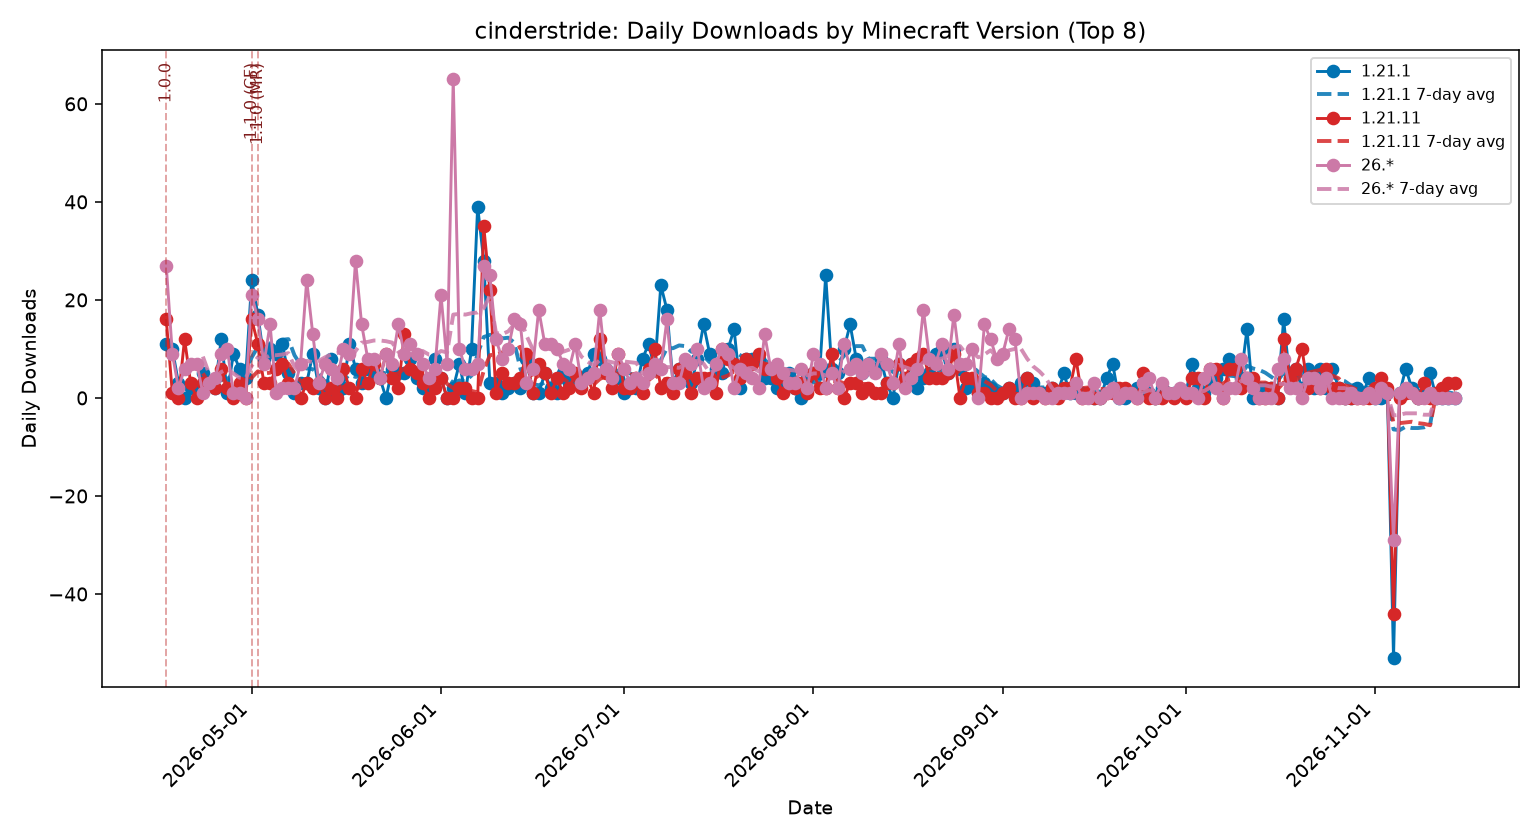 cinderstride: Daily Downloads by Minecraft Version (Top 8)
1.0.0
1.1.0 (CF)
1.1.0 (MR)
1.21.1
1.21.1 7-day avg
1.21.11
1.21.11 7-day avg
26.*
26.* 7-day avg
Daily Downloads
60
40
20
0
−20
−40
2026-05-01
2026-06-01
2026-07-01
2026-08-01
2026-09-01
2026-10-01
2026-11-01
Date